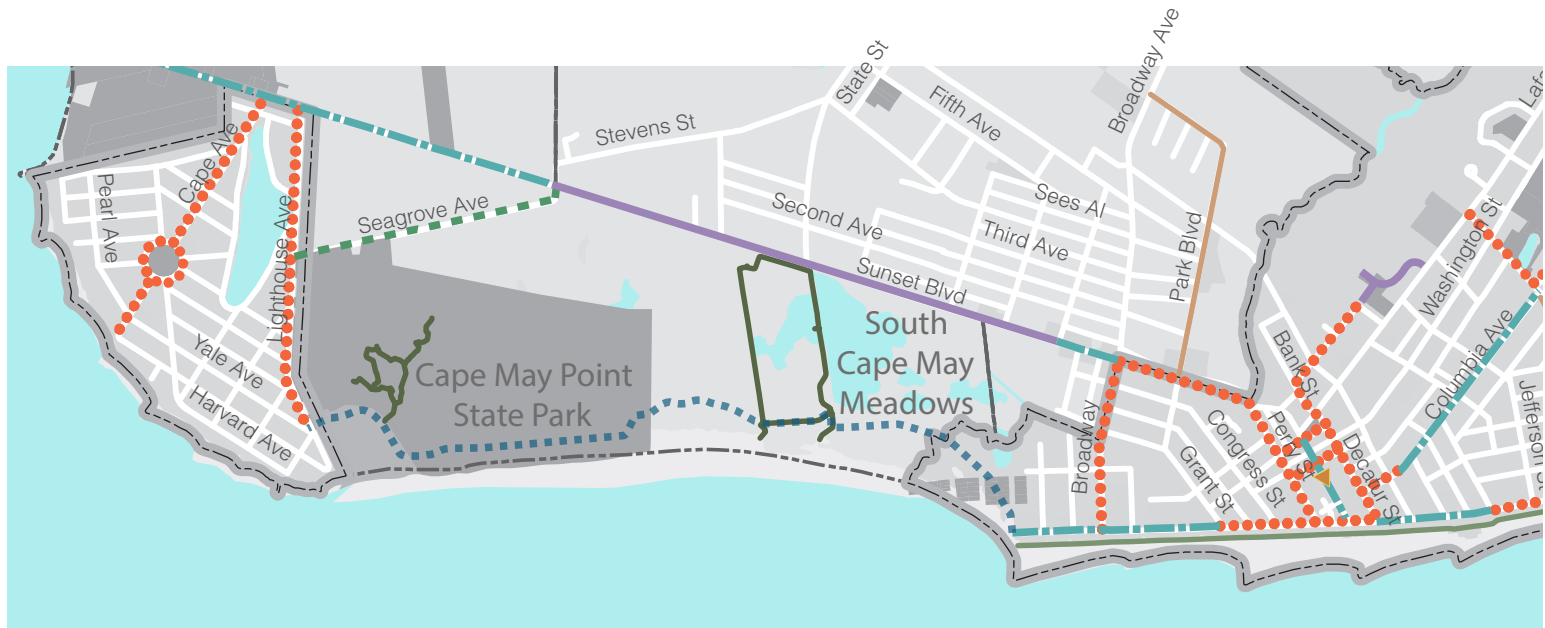 State St
Broadway Ave
Fifth Ave
Stevens St
Cape Ave
Pearl Ave
Seagrove Ave
Lighthouse Ave
Second Ave
Sees Al
Third Ave
Sunset Blvd
Park Blvd
Washington St
South
Cape May
Meadows
Cape May Point
State Park
Yale Ave
Harvard Ave
Bank St
Columbia Ave
Jefferson St
Broadway
Grant St
Congress St
Perry St
Decatur St